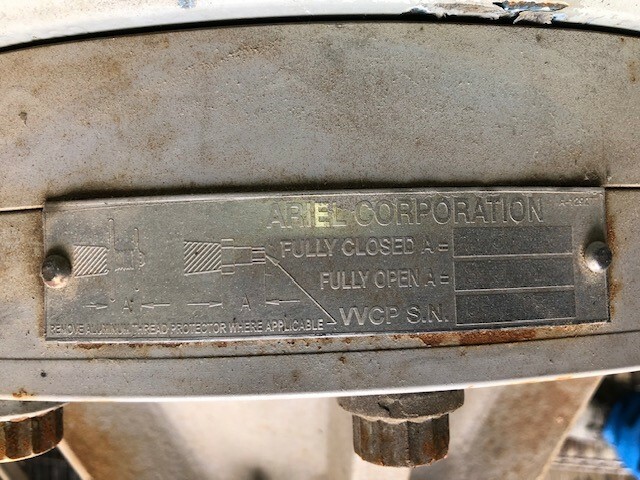 ARIEL CORPORATION
FULLY CLOSED A =
FULLY OPEN A =
VVCP S.N.
A A
REMOVE ALUMINUM THREAD PROTECTOR WHERE APPLICABLE